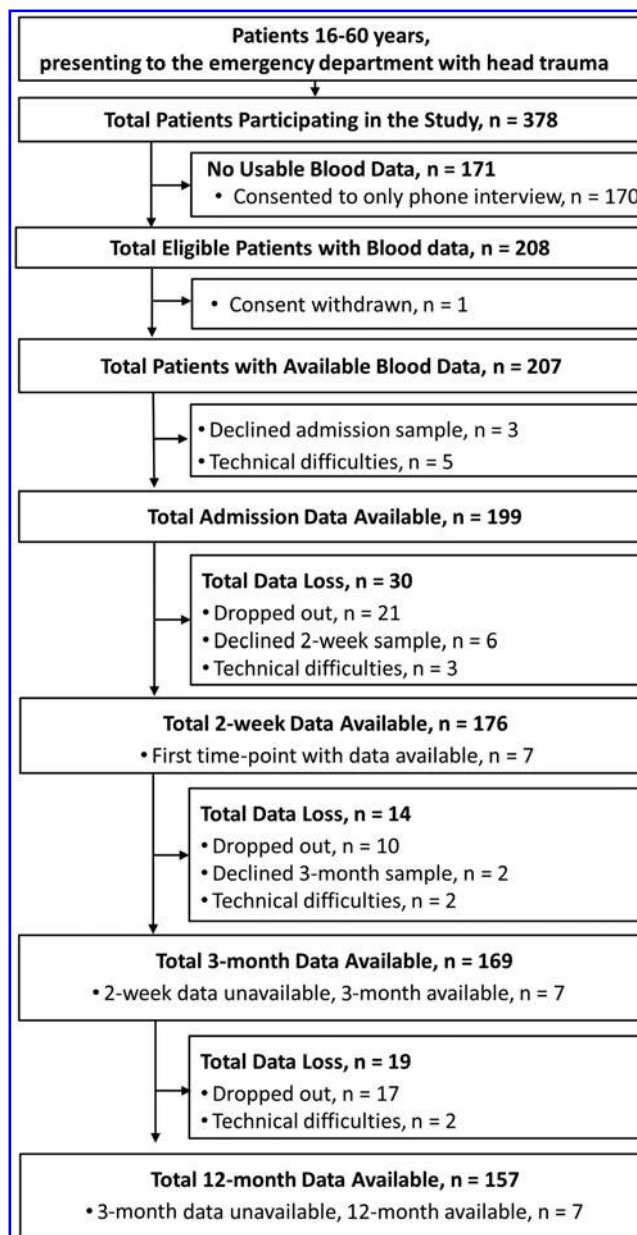 Patients 16-60 years,
presenting to the emergency department with head trauma
Total Patients Participating in the Study, n = 378
No Usable Blood Data, n = 171
• Consented to only phone interview, n = 170
Total Eligible Patients with Blood data, n = 208
• Consent withdrawn, n = 1
Total Patients with Available Blood Data, n = 207
• Declined admission sample, n = 3
• Technical difficulties, n = 5
Total Admission Data Available, n = 199
Total Data Loss, n = 30
• Dropped out, n = 21
• Declined 2-week sample, n = 6
• Technical difficulties, n = 3
Total 2-week Data Available, n = 176
• First time-point with data available, n = 7
Total Data Loss, n = 14
• Dropped out, n = 10
• Declined 3-month sample, n = 2
• Technical difficulties, n = 2
Total 3-month Data Available, n = 169
• 2-week data unavailable, 3-month available, n = 7
Total Data Loss, n = 19
• Dropped out, n = 17
• Technical difficulties, n = 2
Total 12-month Data Available, n = 157
• 3-month data unavailable, 12-month available, n = 7